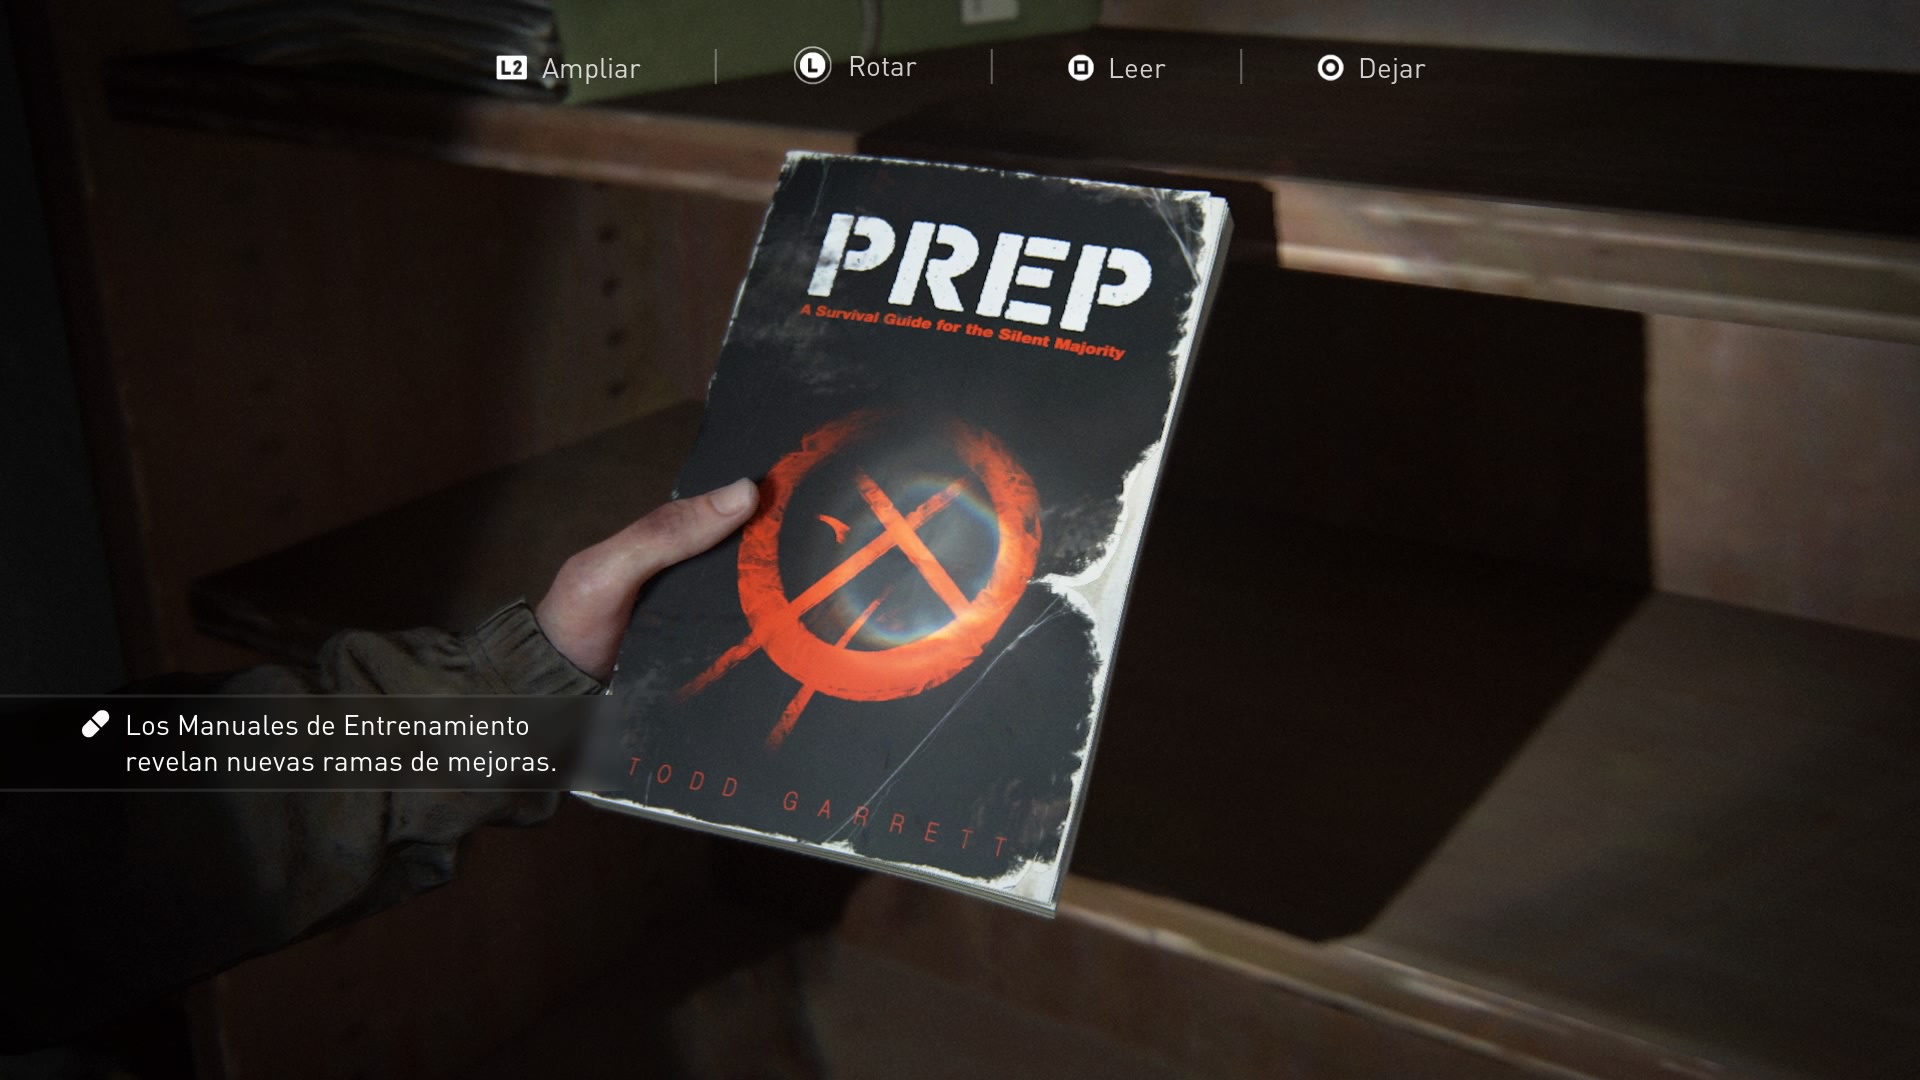 L2 Ampliar
L Rotar
Leer
Dejar
PREP
A Survival Guide for the Silent Majority
TODD GARRETT
Los Manuales de Entrenamiento
revelan nuevas ramas de mejoras.